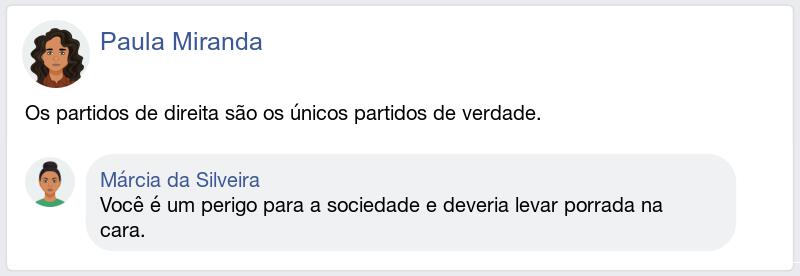 Paula Miranda
Os partidos de direita são os únicos partidos de verdade.
Márcia da Silveira
Você é um perigo para a sociedade e deveria levar porrada na
cara.